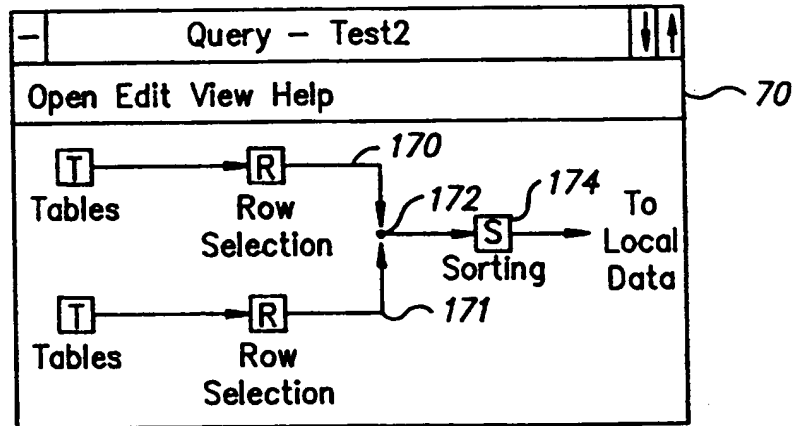 Query - Test2
Open Edit View Help
70
T
Tables
R
Row
Selection
170
172
S
Sorting
174
To
Local
Data
T
Tables
R
Row
Selection
171